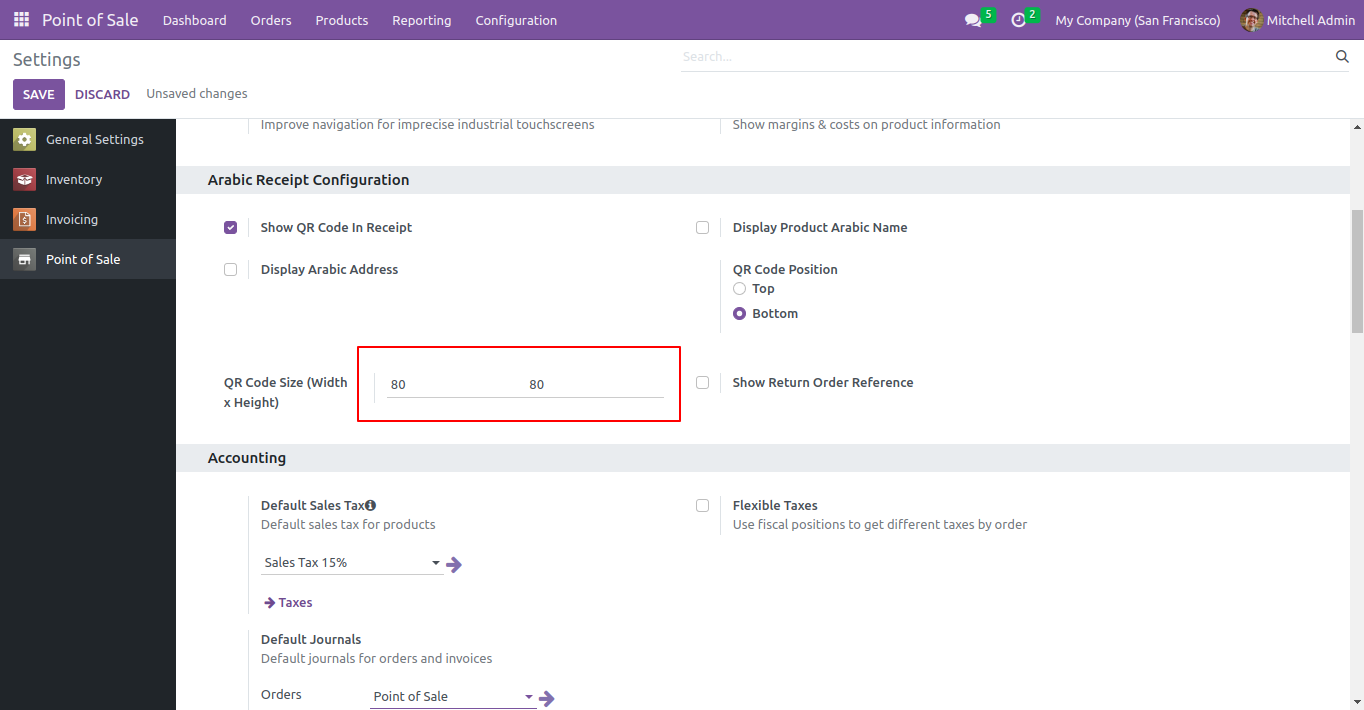 Point of Sale Dashboard Orders Products Reporting Configuration 5 2 My Company (San Francisco) Mitchell Admin
Settings
Search...
SAVE DISCARD Unsaved changes
General Settings
Inventory
Invoicing
Point of Sale
Improve navigation for imprecise industrial touchscreens
Show margins & costs on product information
Arabic Receipt Configuration
Show QR Code In Receipt
Display Product Arabic Name
Display Arabic Address
QR Code Position
Top
Bottom
QR Code Size (Width
x Height)
80 80
Show Return Order Reference
Accounting
Default Sales Tax
Default sales tax for products
Sales Tax 15%
Taxes
Flexible Taxes
Use fiscal positions to get different taxes by order
Default Journals
Default journals for orders and invoices
Orders Point of Sale